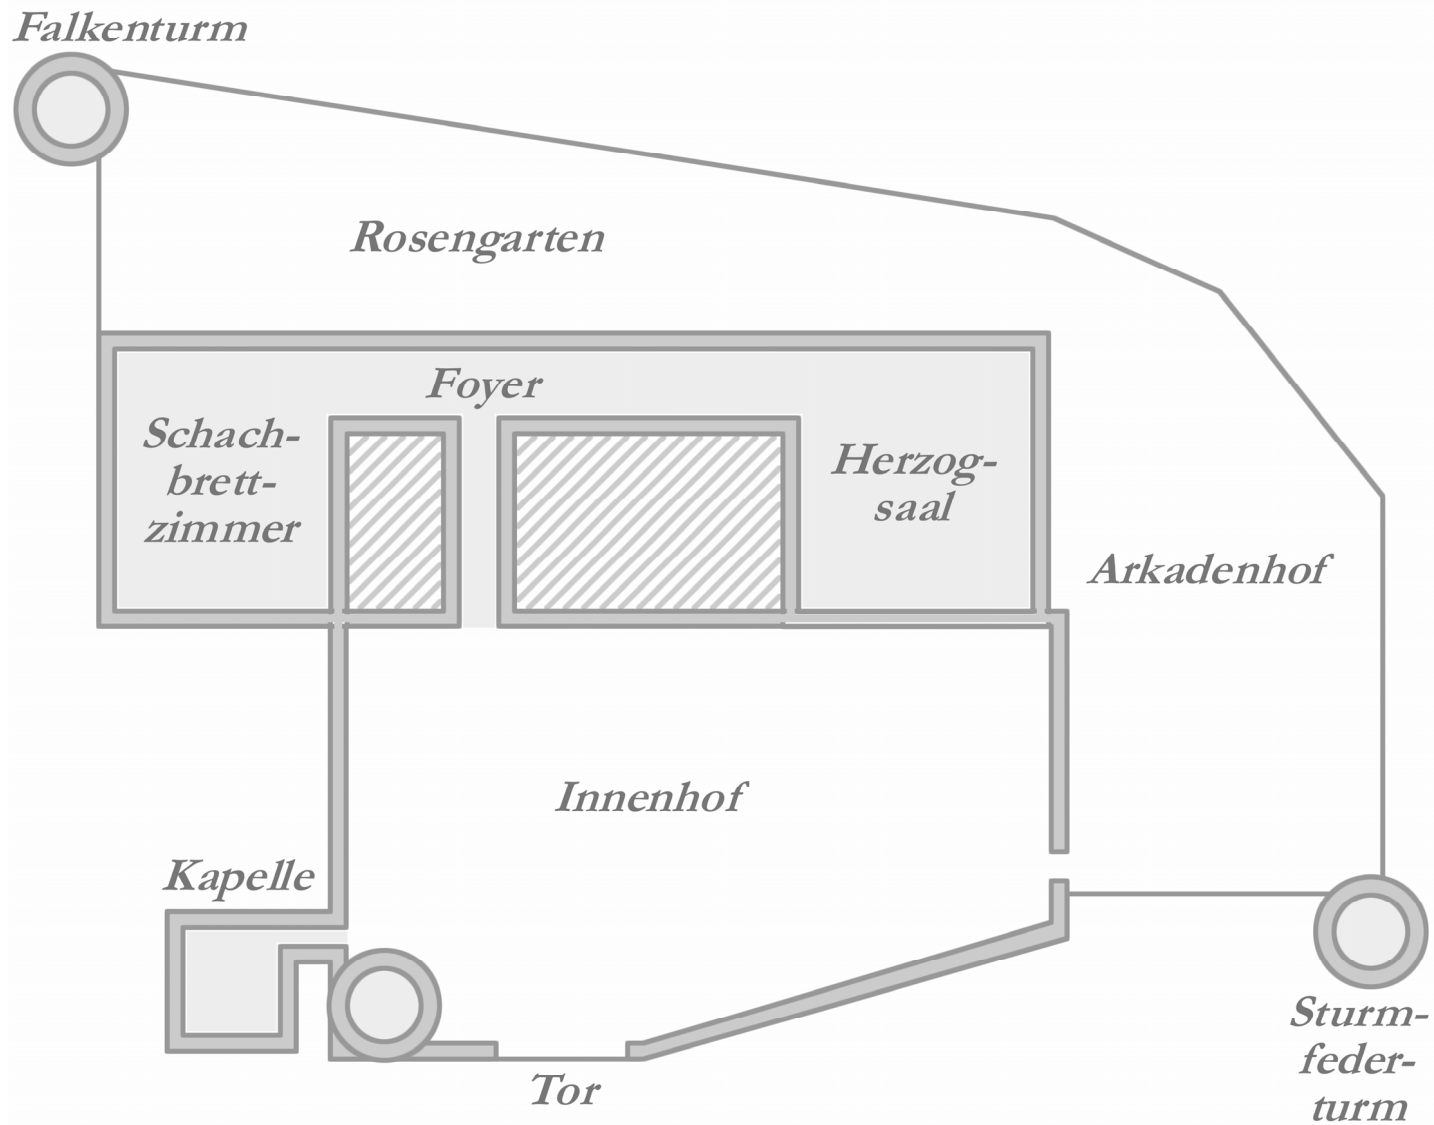 Falkenturm
Rosengarten
Foyer
Schach-
brett-
zimmer
Herzog-
saal
Arkadenhof
Innenhof
Kapelle
Sturm-
feder-
turm
Tor